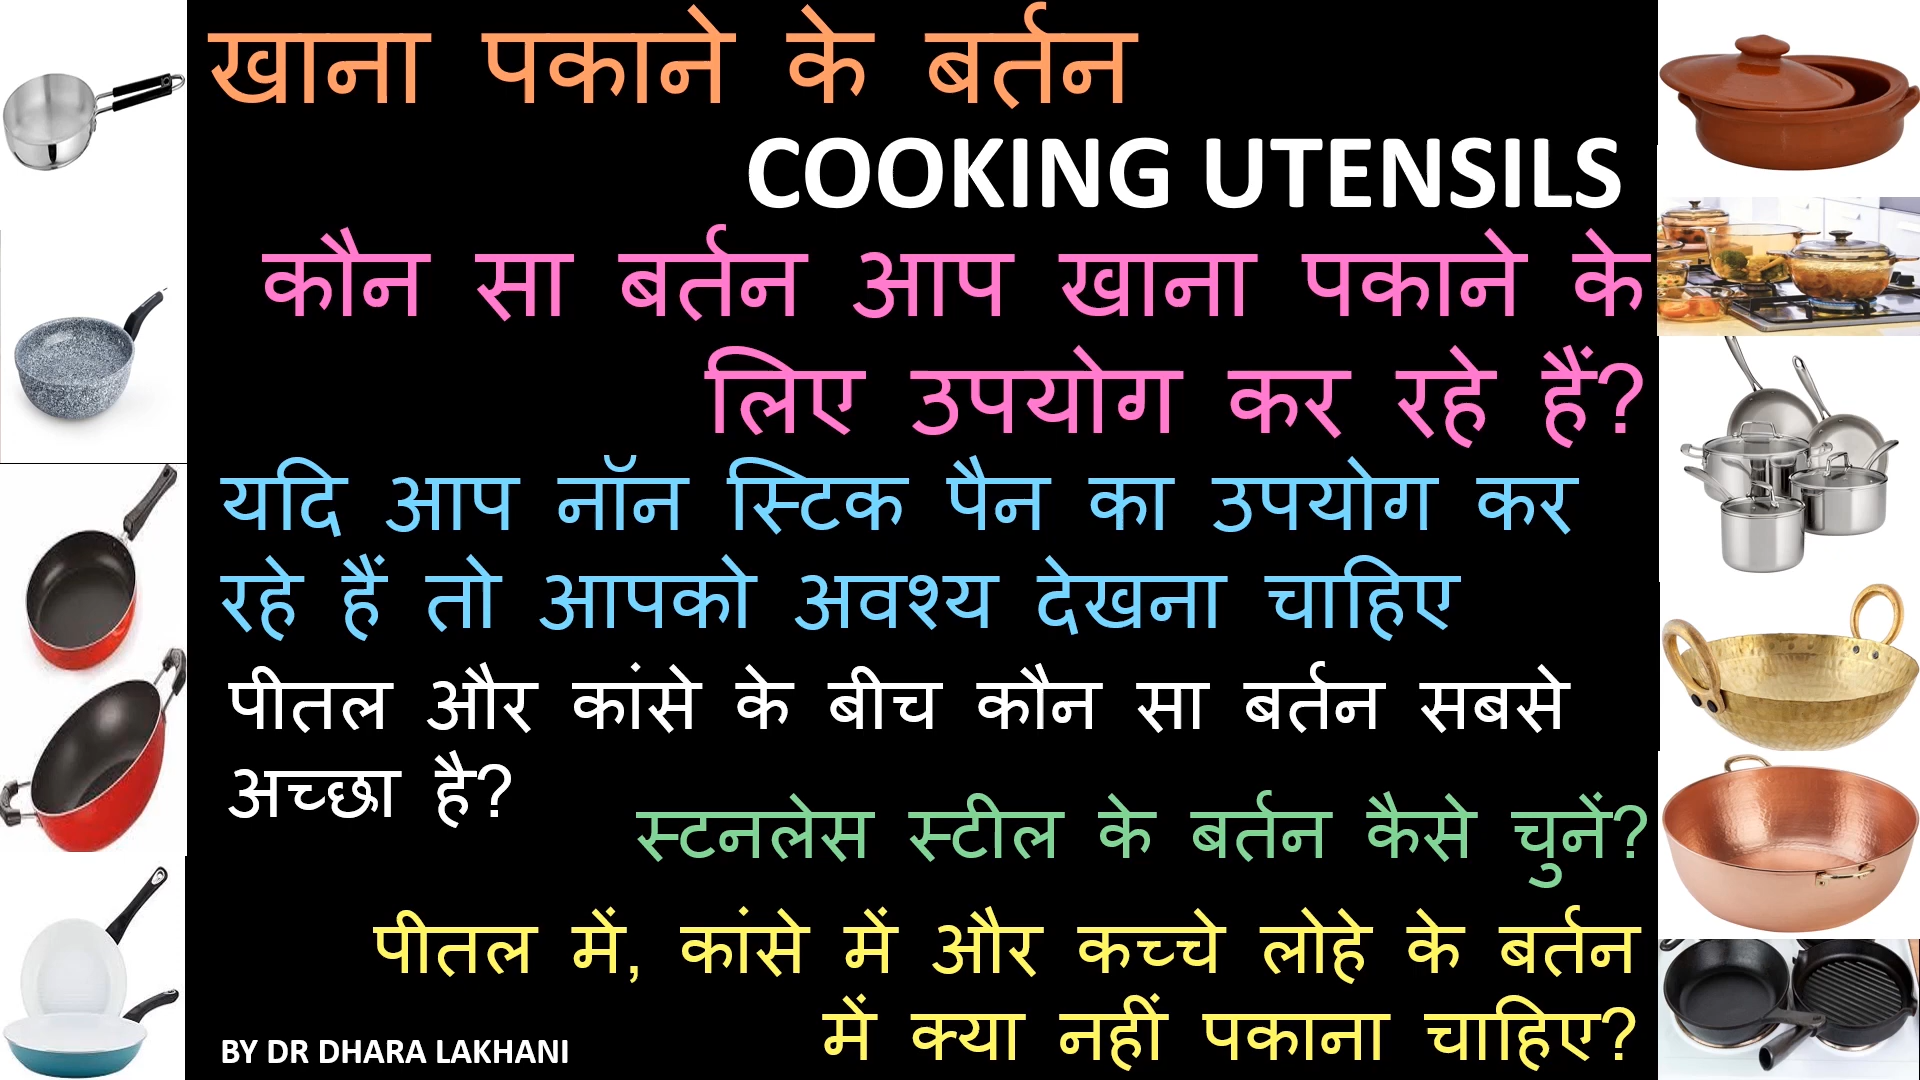 खाना पकाने के बर्तन
COOKING UTENSILS
कौन सा बर्तन आप खाना पकाने के
लिए उपयोग कर रहे हैं?
यदि आप नॉन स्टिक पैन का उपयोग कर
रहे हैं तो आपको अवश्य देखना चाहिए
पीतल और कांसे के बीच कौन सा बर्तन सबसे
अच्छा है?
स्टनलेस स्टील के बर्तन कैसे चुनें?
पीतल में, कांसे में और कच्चे लोहे के बर्तन
में क्या नहीं पकाना चाहिए?
BY DR DHARA LAKHANI